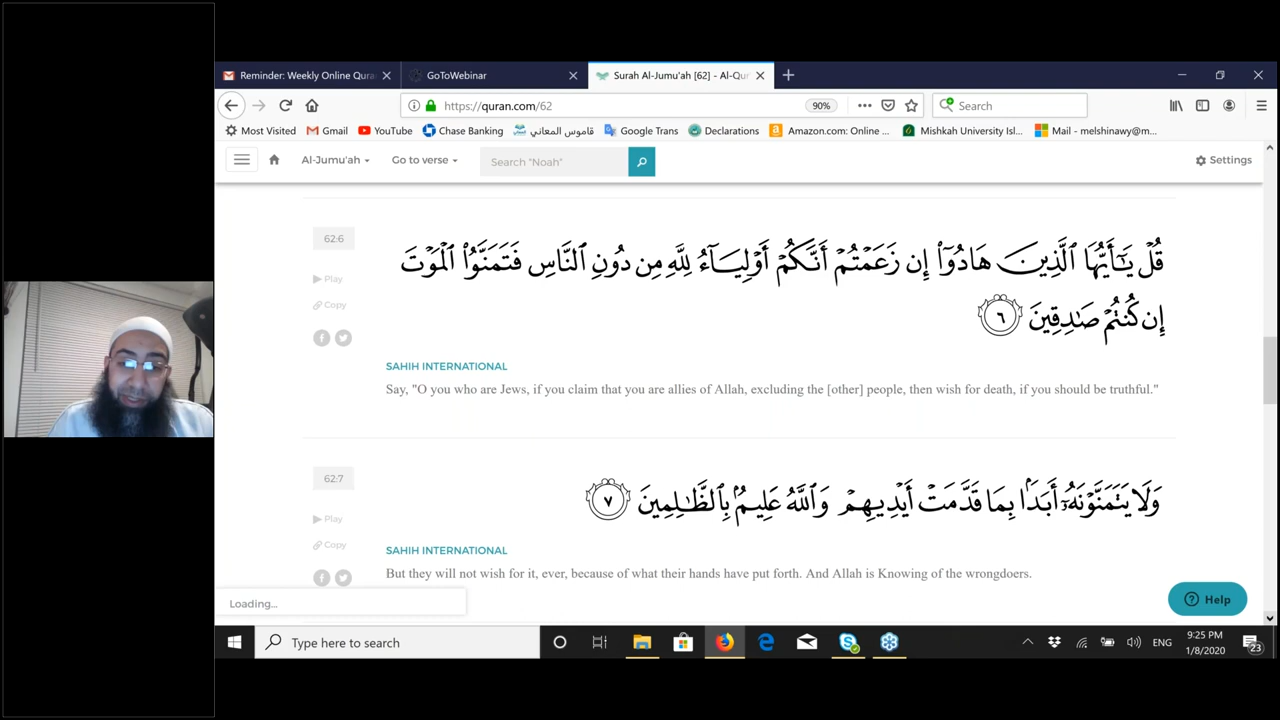 Reminder: Weekly Online Qura
GoToWebinar
Surah Al-Jumu'ah [62] - Al-Qur
https://quran.com/62
90%
Search
Most Visited
Gmail
YouTube
Chase Banking
قاموس المعاني
Google Trans
Declarations
Amazon.com: Online ...
Mishkah University Isl...
Mail - melshinawy@m...
Al-Jumu'ah
Go to verse
Search "Noah"
Settings
62:6
قُلْ يَـٰٓأَيُّهَا ٱلَّذِينَ هَادُوٓا۟ إِن زَعَمْتُمْ أَنَّكُمْ أَوْلِيَآءُ لِلَّهِ مِن دُونِ ٱلنَّاسِ فَتَمَنَّوُا۟ ٱلْمَوْتَ
Play
Copy
إِن كُنتُمْ صَـٰدِقِينَ ٦
SAHIH INTERNATIONAL
Say, "O you who are Jews, if you claim that you are allies of Allah, excluding the [other] people, then wish for death, if you should be truthful."
62:7
وَلَا يَتَمَنَّوْنَهُۥٓ أَبَدًۢا بِمَا قَدَّمَتْ أَيْدِيهِمْ ۚ وَٱللَّهُ عَلِيمٌۢ بِٱلظَّـٰلِمِينَ ٧
Play
Copy
SAHIH INTERNATIONAL
But they will not wish for it, ever, because of what their hands have put forth. And Allah is Knowing of the wrongdoers.
Loading...
Help
Type here to search
ENG
9:25 PM
1/8/2020
23